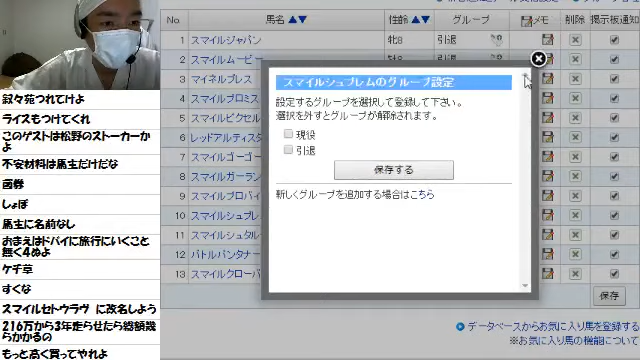 No.
馬名▲▼
性齢▲▼
グループ
メモ
削除
掲示板通知
1 スマイルジャパン 牝8 引退
2 スマイルムービー
3 マイネルプレス
4 スマイルプロミス
5 スマイルピクセル
6 レッドアルティスタ
7 スマイルゴーゴー
8 スマイルガーラン
9 スマイルプロバイ
10 スマイルシュプレ
11 スマイルシュタル
12 バトルバンタナー
13 スマイルクローバ
スマイルシュプレムのグループ設定
設定するグループを選択して登録して下さい。
選択を外すとグループが解除されます。
現役
引退
保存する
新しくグループを追加する場合はこちら
保存
データベースからお気に入り馬を登録する
※お気に入り馬の機能について
叙々苑つれてけよ
ライスもつけてくれ
このゲストは松野のストーカーか
よ
不安材料は馬主だけだな
歯券
しょぼ
馬主に名前なし
おまえはドバイに旅行にいくこと
無く4ぬよ
ケチ草
すくな
スマイルセトウラヴ に改名しよう
216万から3年走らせたら総額幾
らかかるの
もっと高く買ってやれよ